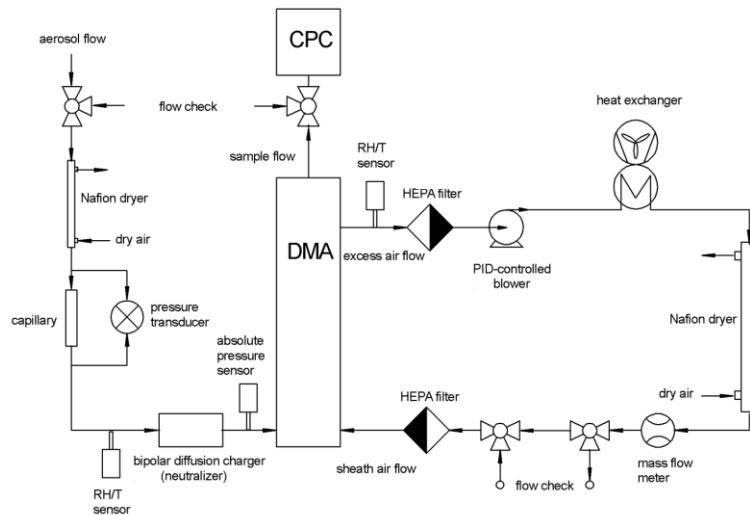 aerosol flow
CPC
flow check
heat exchanger
sample flow
RH/T
sensor
HEPA filter
Nafion dryer
dry air
DMA
excess air flow
PID-controlled
blower
capillary
pressure
transducer
Nafion dryer
absolute
pressure
sensor
HEPA filter
dry air
bipolar diffusion charger
(neutralizer)
sheath air flow
mass flow
meter
RH/T
sensor
flow check